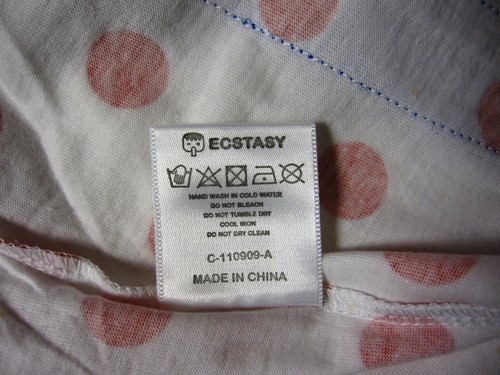 ECSTASY
HAND WASH IN COLD WATER
DO NOT BLEACH
DO NOT TUMBLE DRY
COOL IRON
DO NOT DRY CLEAN
C-110909-A
MADE IN CHINA